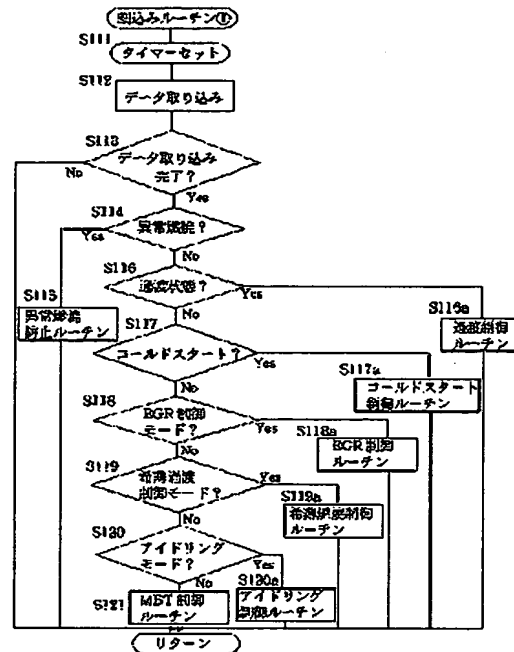 割込みルーチン①
S111
タイマーセット
S112
データ取り込み
S113
データ取り込み
完了?
No
Yes
S114
異常燃焼?
Yes
No
S115
異常燃焼
防止ルーチン
S116
過渡状態?
Yes
No
S116a
過渡制御
ルーチン
S117
コールドスタート?
Yes
No
S117a
コールドスタート
制御ルーチン
S118
EGR制御
モード?
Yes
No
S118a
EGR制御
ルーチン
S119
希薄過渡
制御モード?
Yes
No
S119a
希薄過渡制御
ルーチン
S120
アイドリング
モード?
Yes
No
S120a
アイドリング
制御ルーチン
S121
MBT制御
ルーチン
リターン